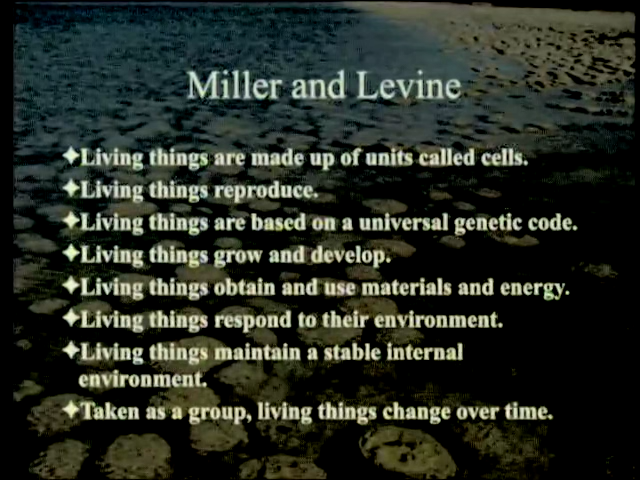 Miller and Levine
✦Living things are made up of units called cells.
✦Living things reproduce.
✦Living things are based on a universal genetic code.
✦Living things grow and develop.
✦Living things obtain and use materials and energy.
✦Living things respond to their environment.
✦Living things maintain a stable internal
environment.
✦Taken as a group, living things change over time.